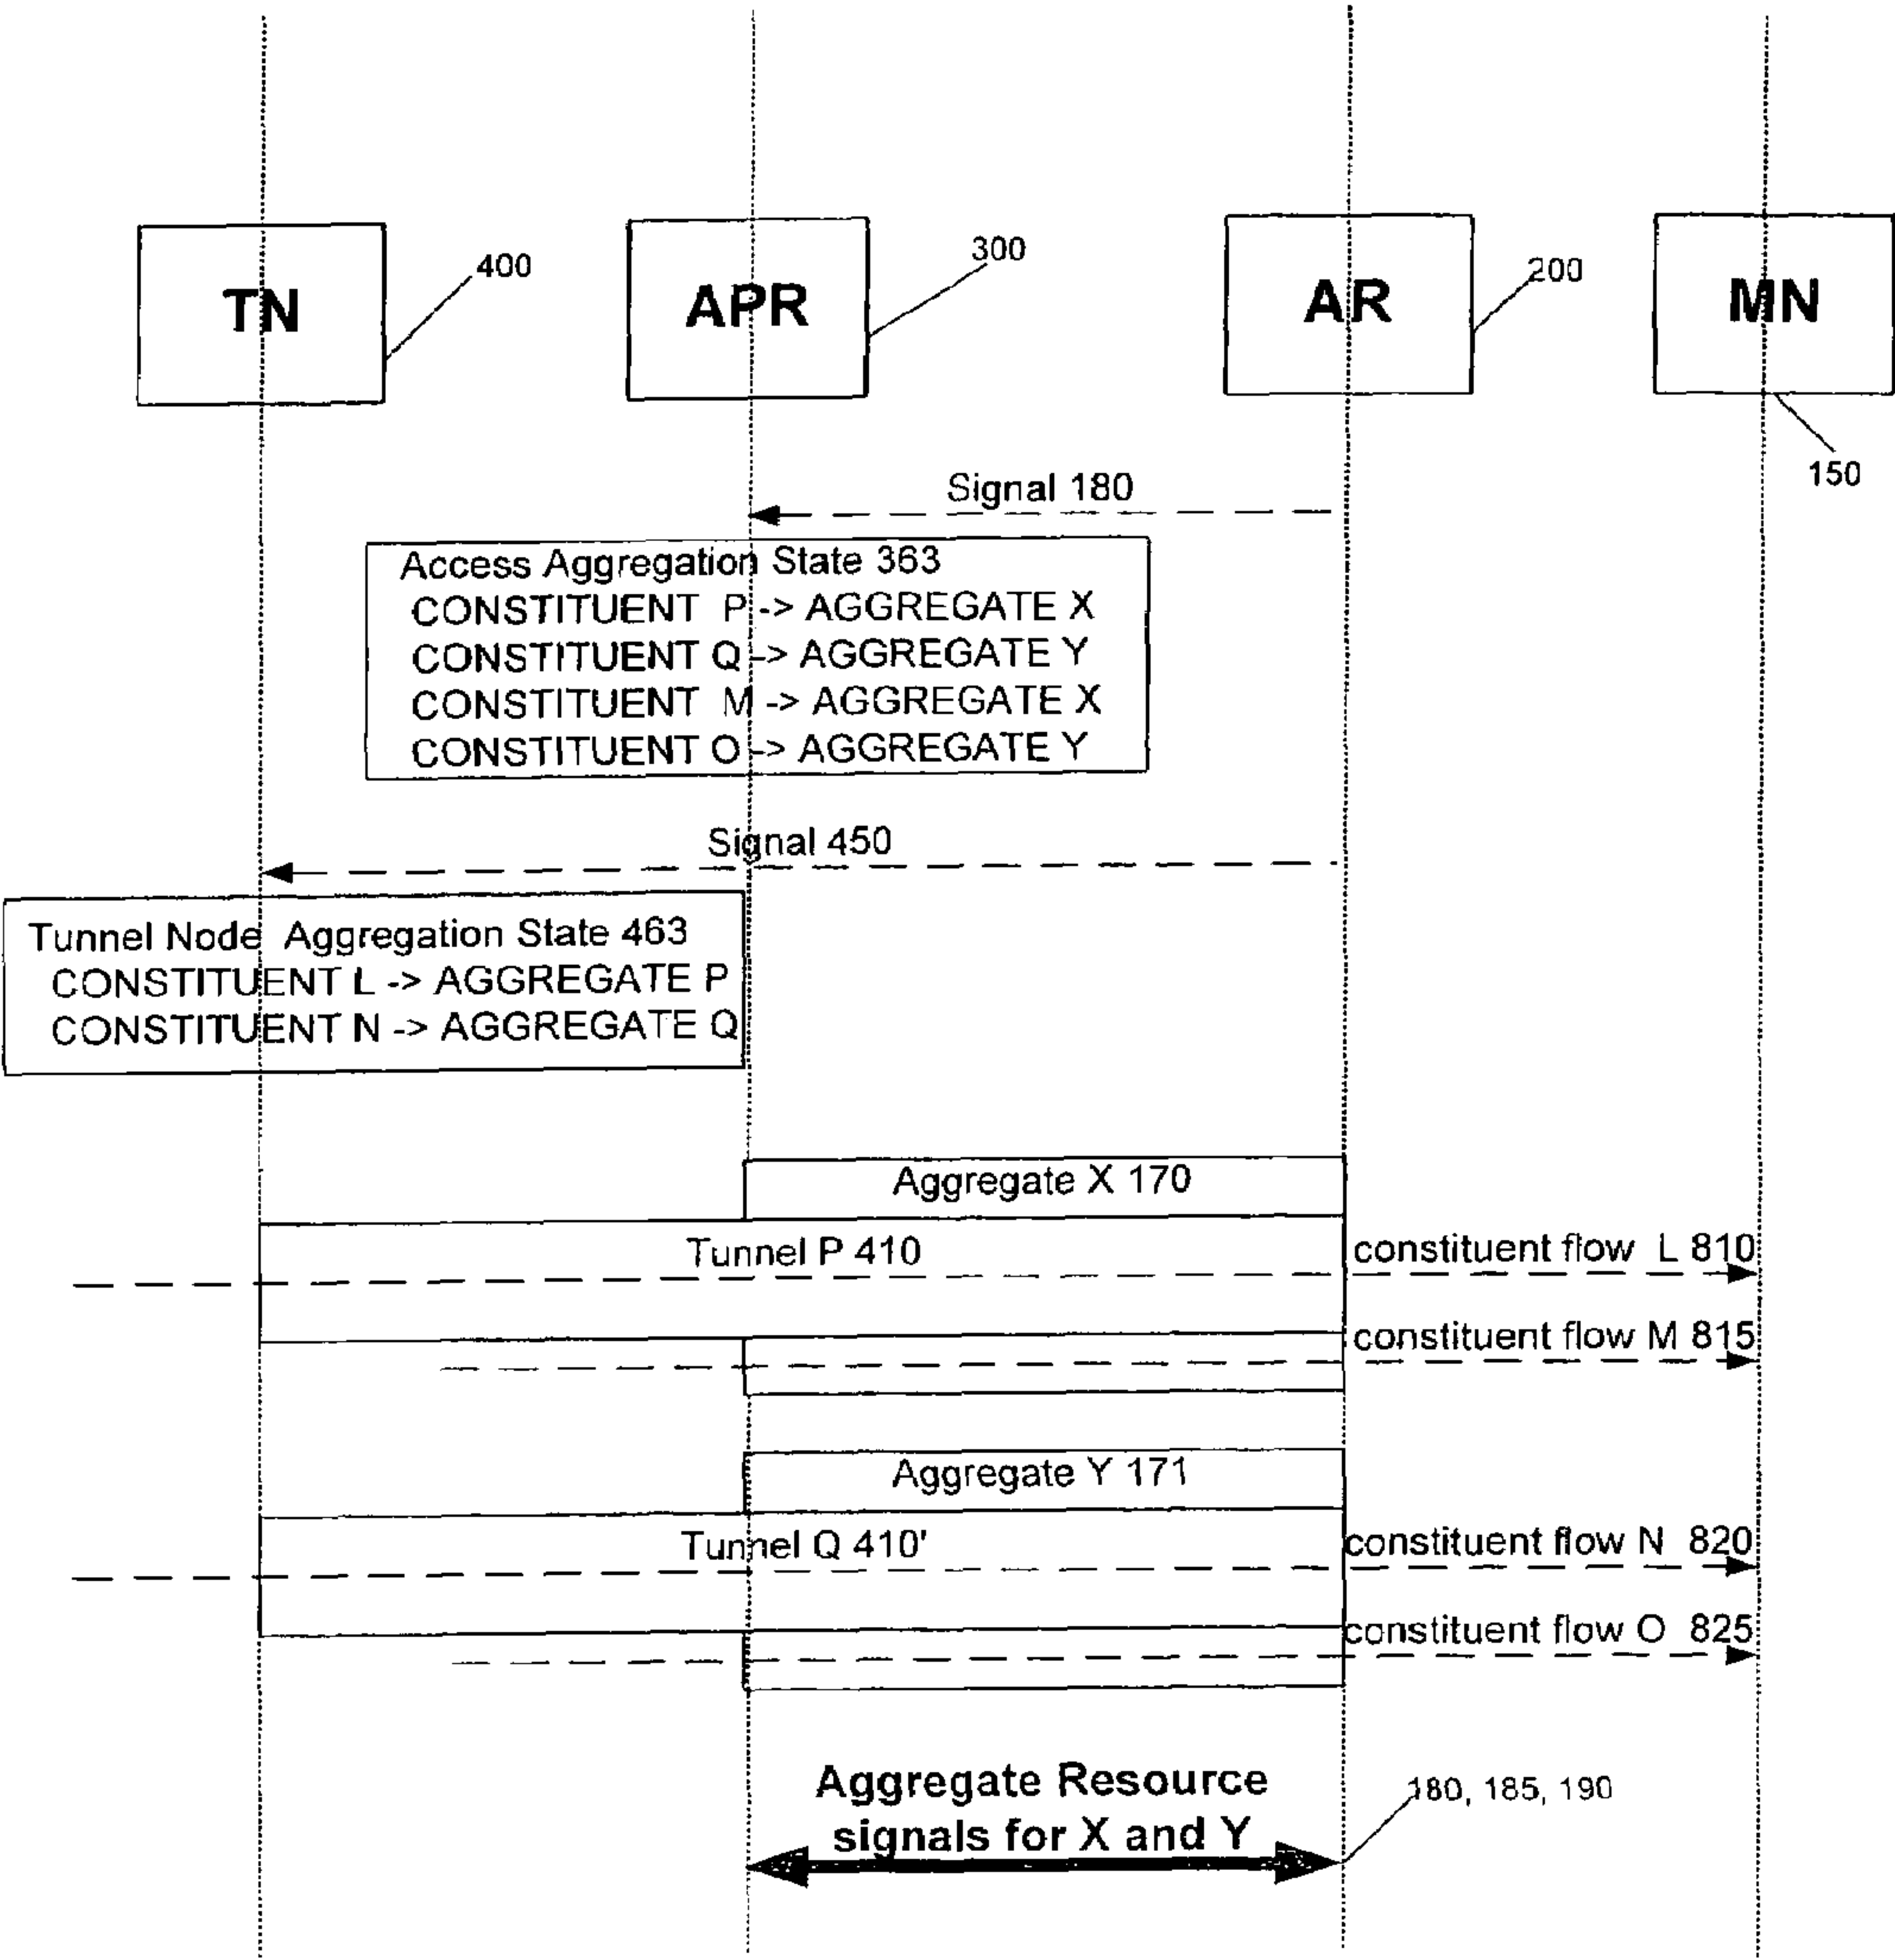 TN
400
APR
300
AR
200
MN
150
Signal 180
Access Aggregation State 363
CONSTITUENT P -> AGGREGATE X
CONSTITUENT Q -> AGGREGATE Y
CONSTITUENT M -> AGGREGATE X
CONSTITUENT O -> AGGREGATE Y
Signal 450
Tunnel Node Aggregation State 463
CONSTITUENT L -> AGGREGATE P
CONSTITUENT N -> AGGREGATE Q
Aggregate X 170
Tunnel P 410
constituent flow L 810
constituent flow M 815
Aggregate Y 171
Tunnel Q 410'
constituent flow N 820
constituent flow O 825
Aggregate Resource
signals for X and Y
180, 185, 190